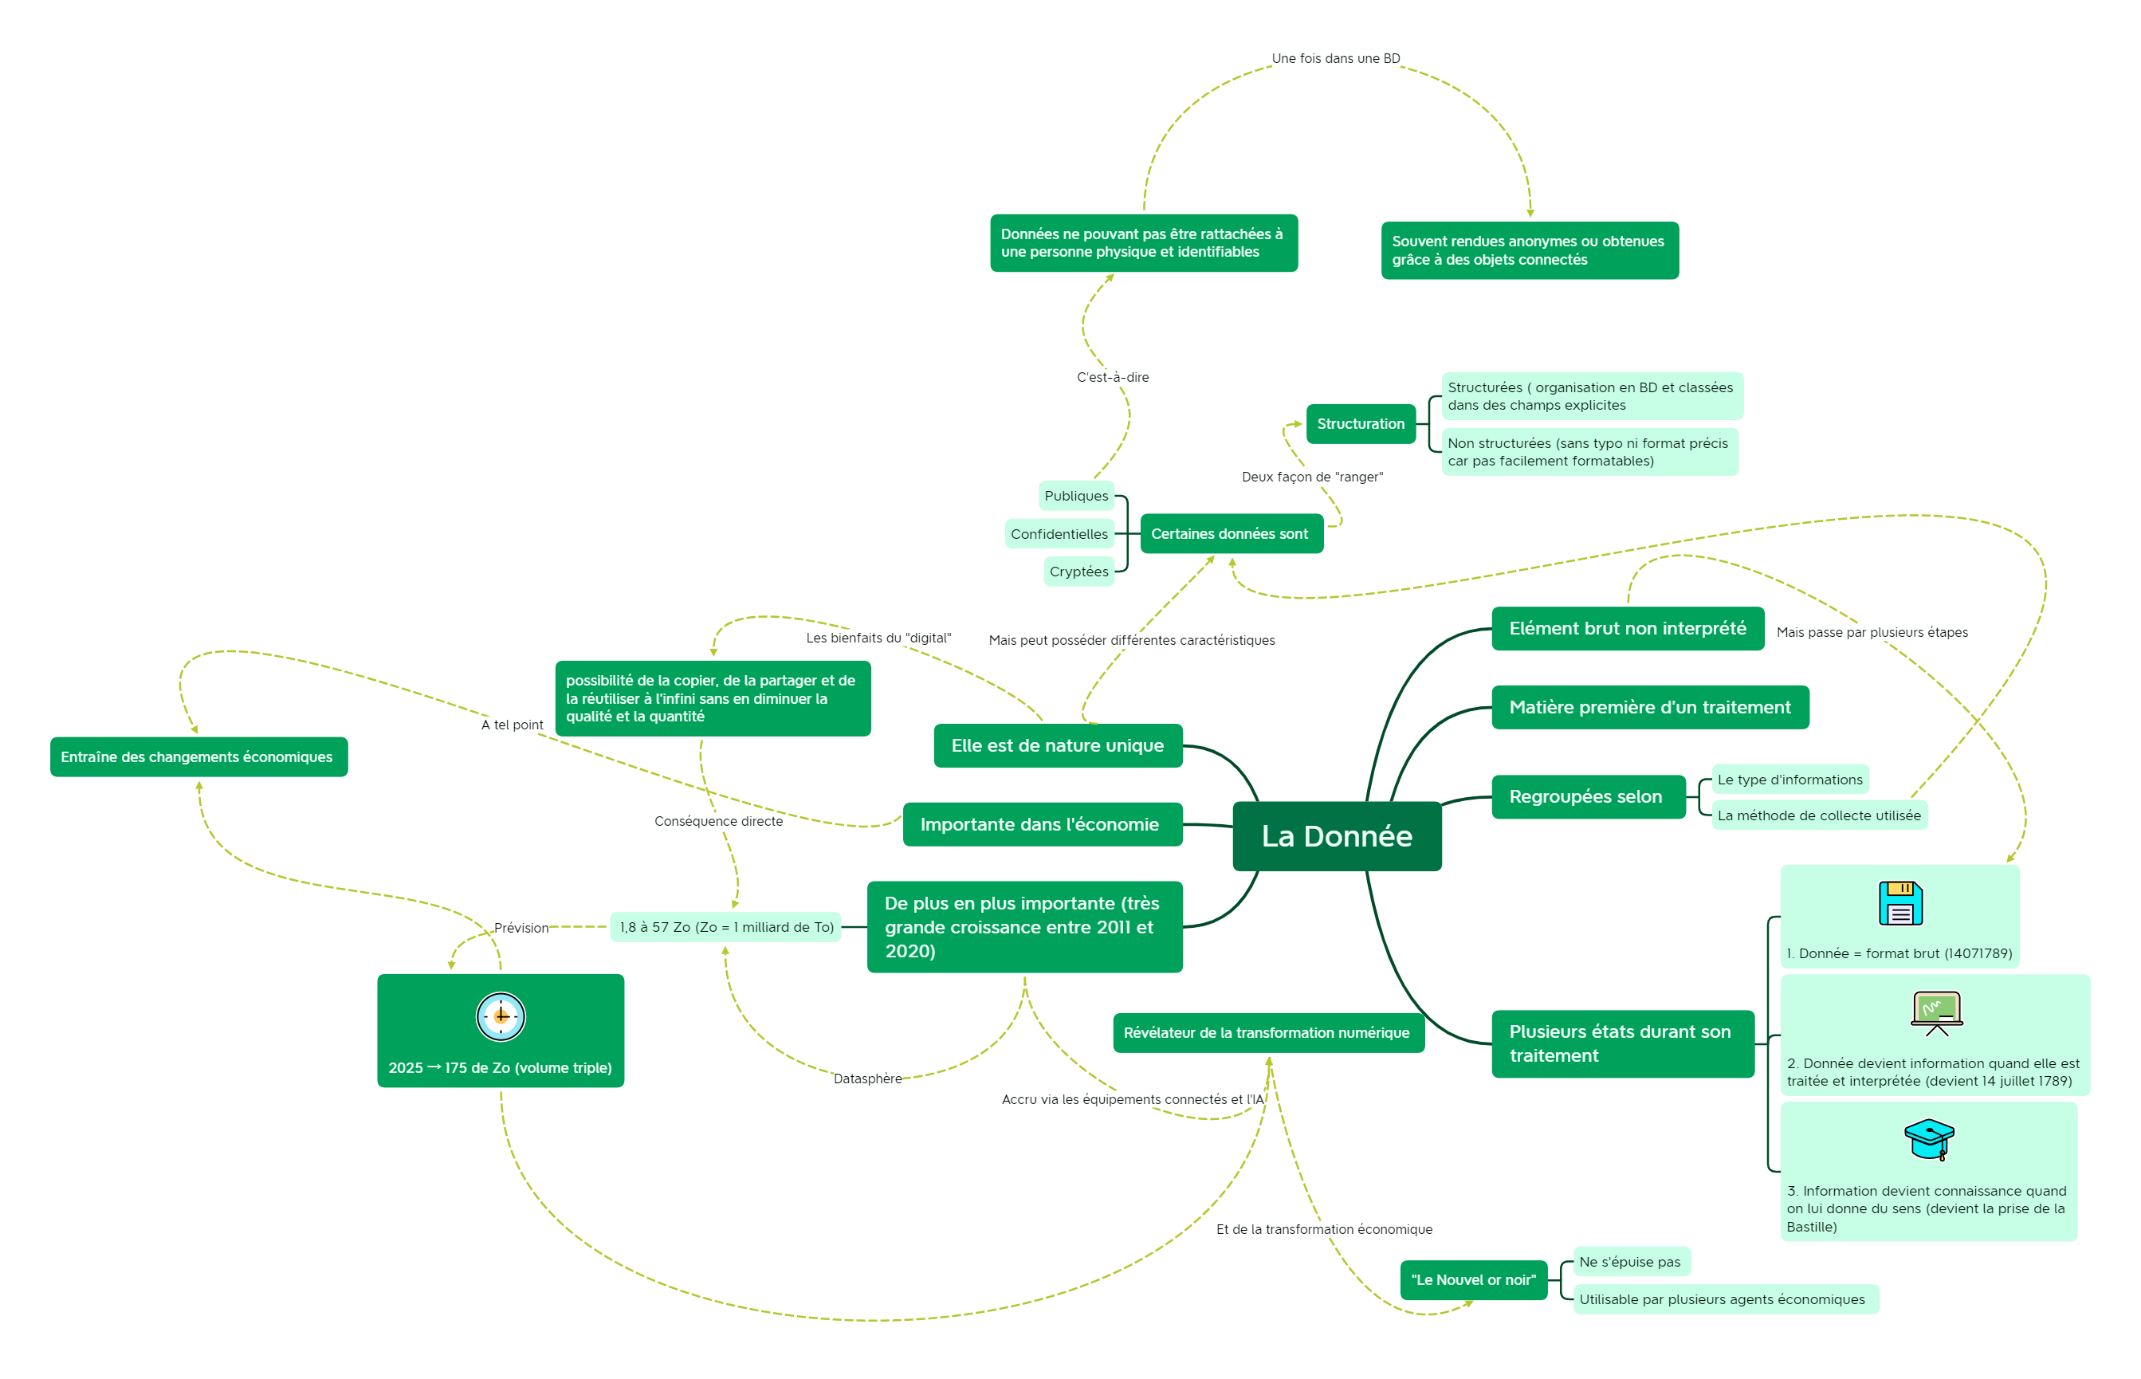 Une fois dans une BD
Données ne pouvant pas être rattachées à
une personne physique et identifiables
Souvent rendues anonymes ou obtenues
grâce à des objets connectés
C'est-à-dire
Structuration
Structurées ( organisation en BD et classées
dans des champs explicites
Non structurées (sans typo ni format précis
car pas facilement formatables)
Deux façon de "ranger"
Publiques
Confidentielles
Cryptées
Certaines données sont
Les bienfaits du "digital"
Mais peut posséder différentes caractéristiques
Elément brut non interprété
Mais passe par plusieurs étapes
possibilité de la copier, de la partager et de
la réutiliser à l'infini sans en diminuer la
qualité et la quantité
Matière première d'un traitement
A tel point
Elle est de nature unique
Entraîne des changements économiques
Regroupées selon
Le type d'informations
La méthode de collecte utilisée
Conséquence directe
Importante dans l'économie
La Donnée
De plus en plus importante (très
grande croissance entre 2011 et
2020)
1,8 à 57 Zo (Zo = 1 milliard de To)
Prévision
1. Donnée = format brut (14071789)
2025 → 175 de Zo (volume triple)
Révélateur de la transformation numérique
Plusieurs états durant son
traitement
2. Donnée devient information quand elle est
traitée et interprétée (devient 14 juillet 1789)
Datasphère
Accru via les équipements connectés et l'IA
3. Information devient connaissance quand
on lui donne du sens (devient la prise de la
Bastille)
Et de la transformation économique
"Le Nouvel or noir"
Ne s'épuise pas
Utilisable par plusieurs agents économiques